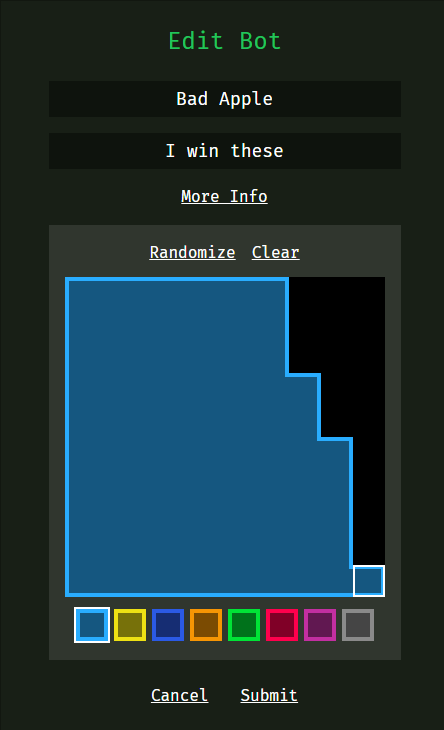 Edit Bot
Bad Apple
I win these
More Info
Randomize Clear
Cancel Submit